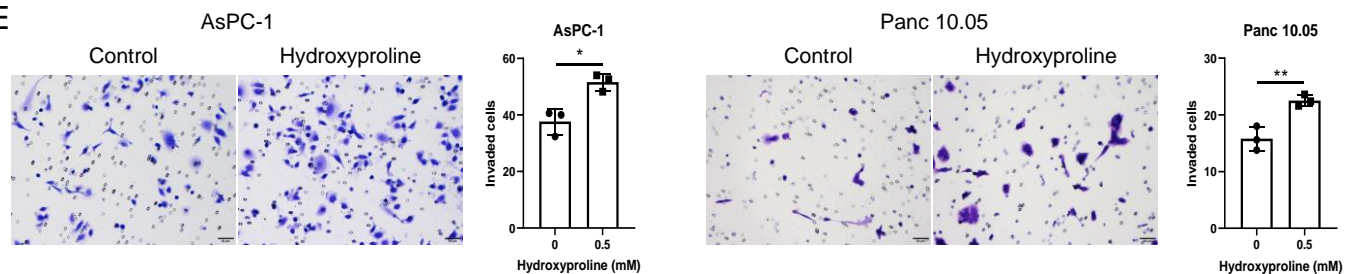 E
AsPC-1
Control
Hydroxyproline
AsPC-1
60
40
20
0
Invaded cells
*
0
0.5
Hydroxyproline (mM)
Panc 10.05
Control
Hydroxyproline
Panc 10.05
30
20
10
0
Invaded cells
**
0
0.5
Hydroxyproline (mM)